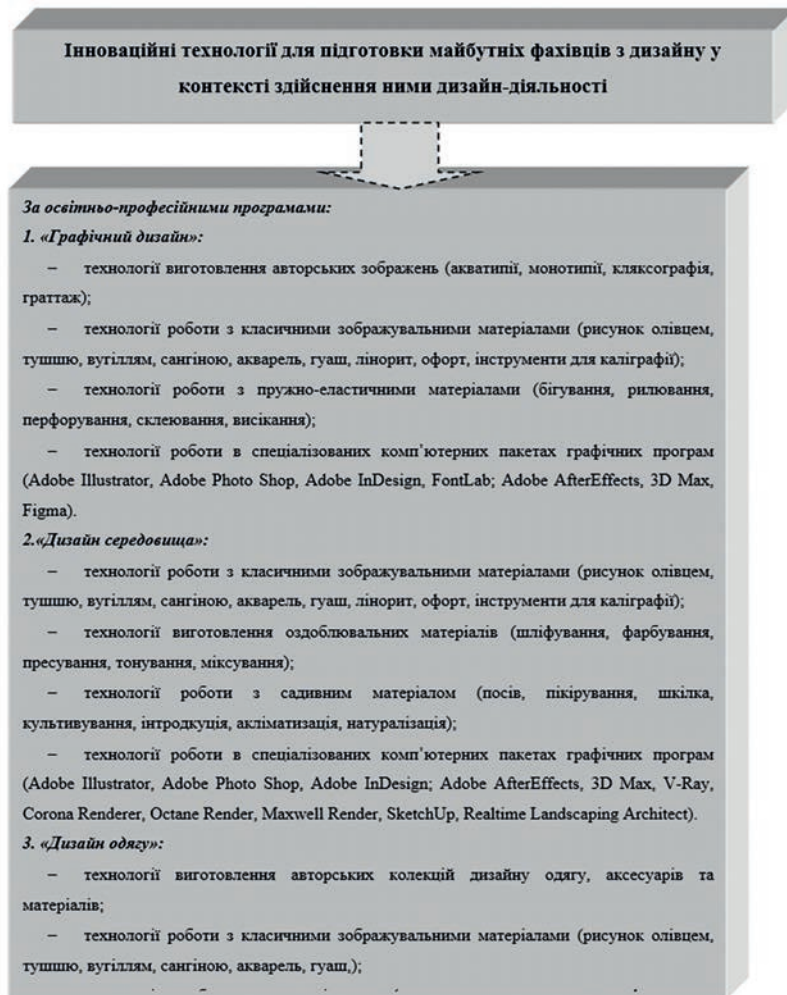 Інноваційні технології для підготовки майбутніх фахівців з дизайну у
контексті здійснення ними дизайн-діяльності
За освітньо-професійними програмами:
1. «Графічний дизайн»:
– технології виготовлення авторських зображень (акватипії, монотипії, кляксографія,
граттаж);
– технології роботи з класичними зображувальними матеріалами (рисунок олівцем,
тушшю, вугіллям, сангіною, акварель, гуаш, лінорит, офорт, інструменти для каліграфії);
– технології роботи з пружно-еластичними матеріалами (бігування, рилювання,
перфорування, склеювання, висікання);
– технології роботи в спеціалізованих комп’ютерних пакетах графічних програм
(Adobe Illustrator, Adobe Photo Shop, Adobe InDesign, FontLab; Adobe AfterEffects, 3D Max,
Figma).
2.«Дизайн середовища»:
– технології роботи з класичними зображувальними матеріалами (рисунок олівцем,
тушшю, вугіллям, сангіною, акварель, гуаш, лінорит, офорт, інструменти для каліграфії);
– технології виготовлення оздоблювальних матеріалів (шліфування, фарбування,
пресування, тонування, міксування);
– технології роботи з садивним матеріалом (посів, пікірування, шкілка,
культивування, інтродкуція, акліматизація, натуралізація);
– технології роботи в спеціалізованих комп’ютерних пакетах графічних програм
(Adobe Illustrator, Adobe Photo Shop, Adobe InDesign; Adobe AfterEffects, 3D Max, V-Ray,
Corona Renderer, Octane Render, Maxwell Render, SketchUp, Realtime Landscaping Architect).
3. «Дизайн одягу»:
– технології виготовлення авторських колекцій дизайну одягу, аксесуарів та
матеріалів;
– технології роботи з класичними зображувальними матеріалами (рисунок олівцем,
тушшю, вугіллям, сангіною, акварель, гуаш,);